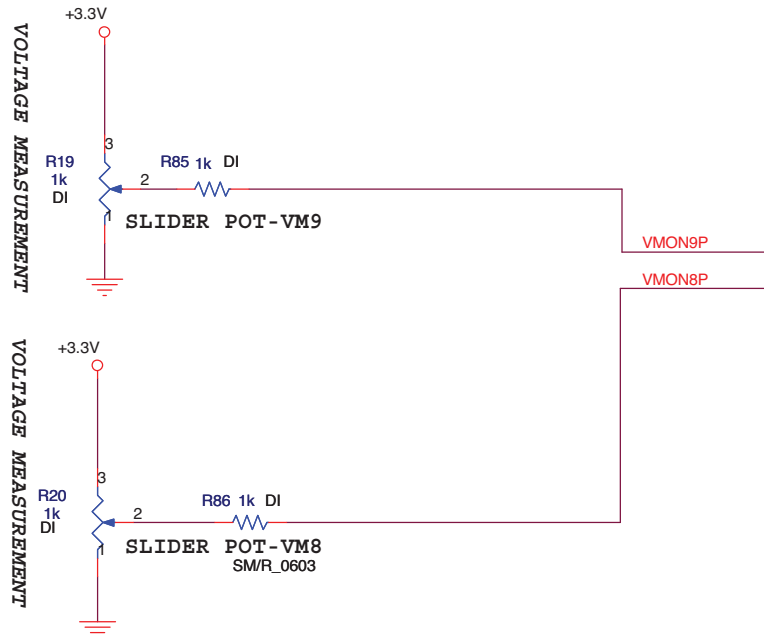 +3.3V
VOLTAGE MEASUREMENT
3
R19
1k
DI
2
1
R85 1k DI
SLIDER POT-VM9
VMON9P
VMON8P
+3.3V
VOLTAGE MEASUREMENT
3
R20
1k
DI
2
1
R86 1k DI
SLIDER POT-VM8
SM/R_0603